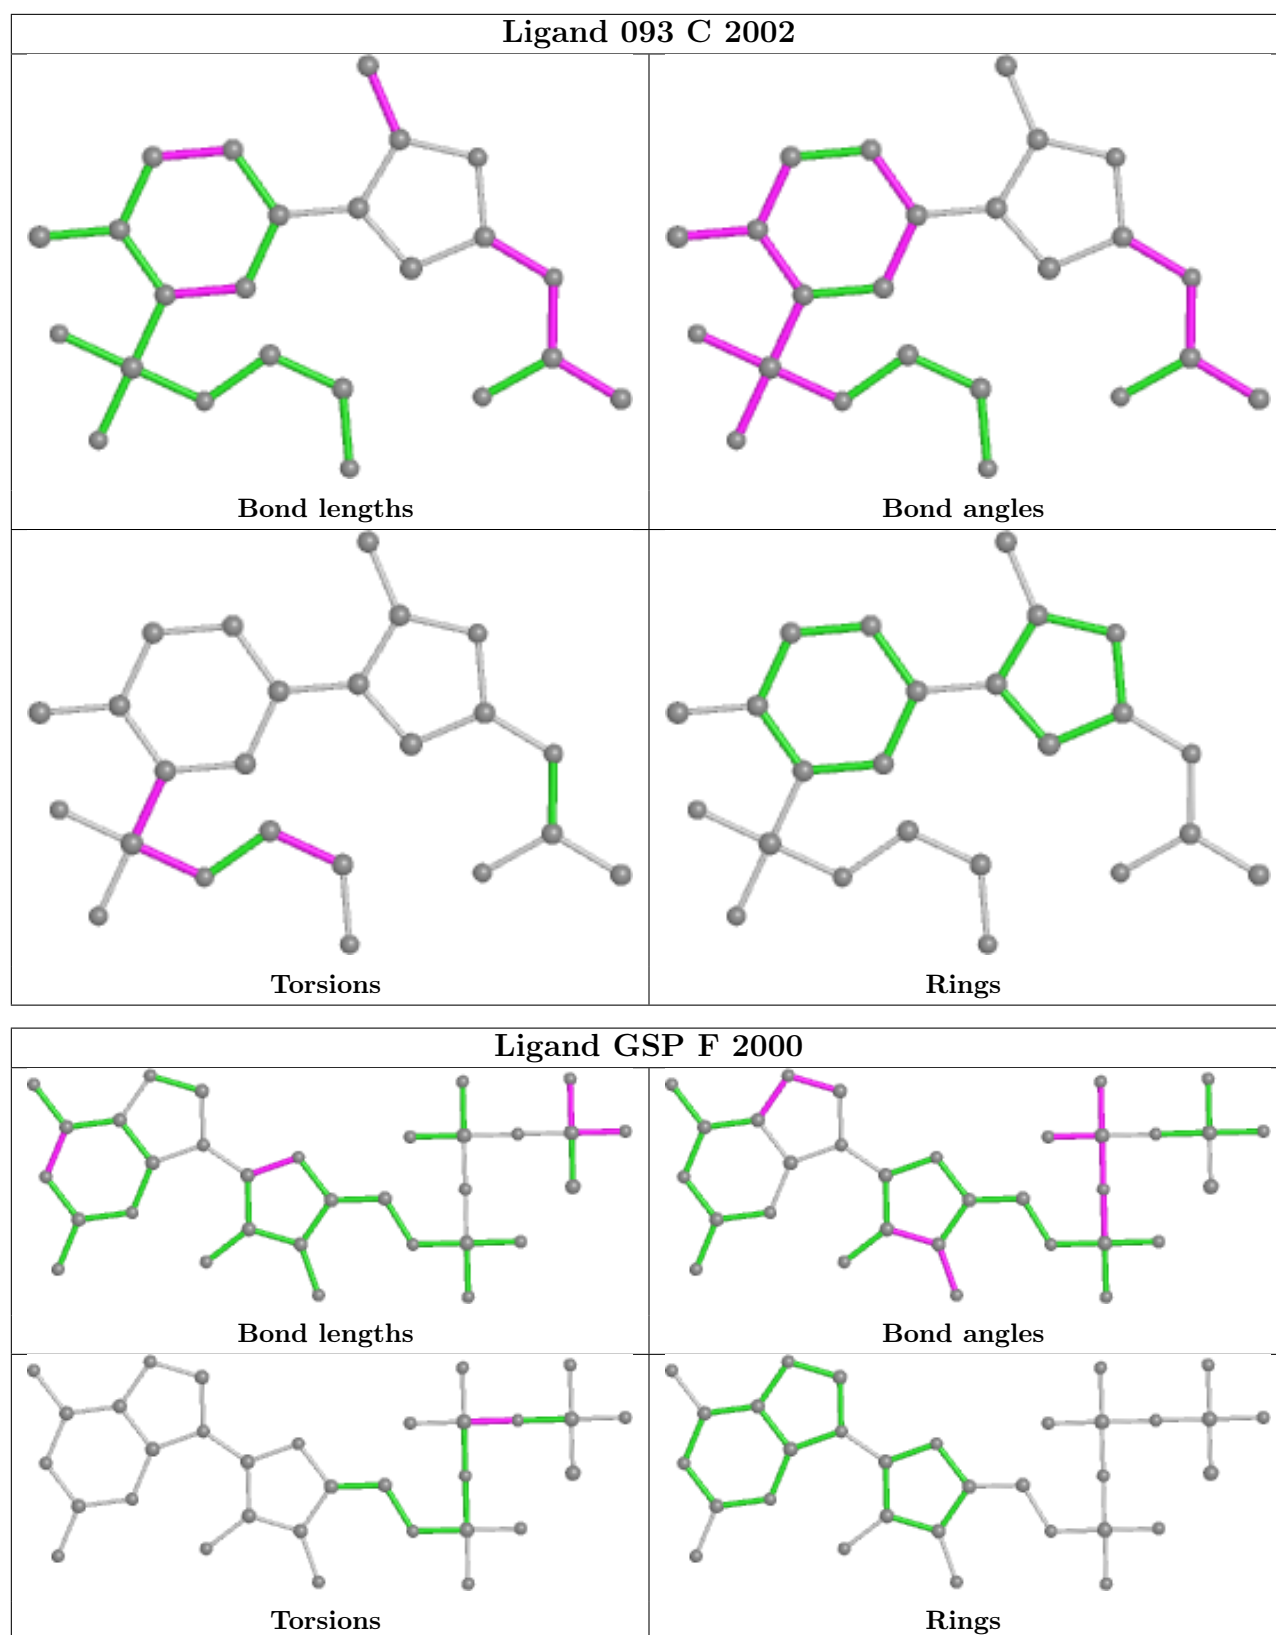 Ligand 093 C 2002
Bond lengths
Bond angles
Torsions
Rings
Ligand GSP F 2000
Bond lengths
Bond angles
Torsions
Rings